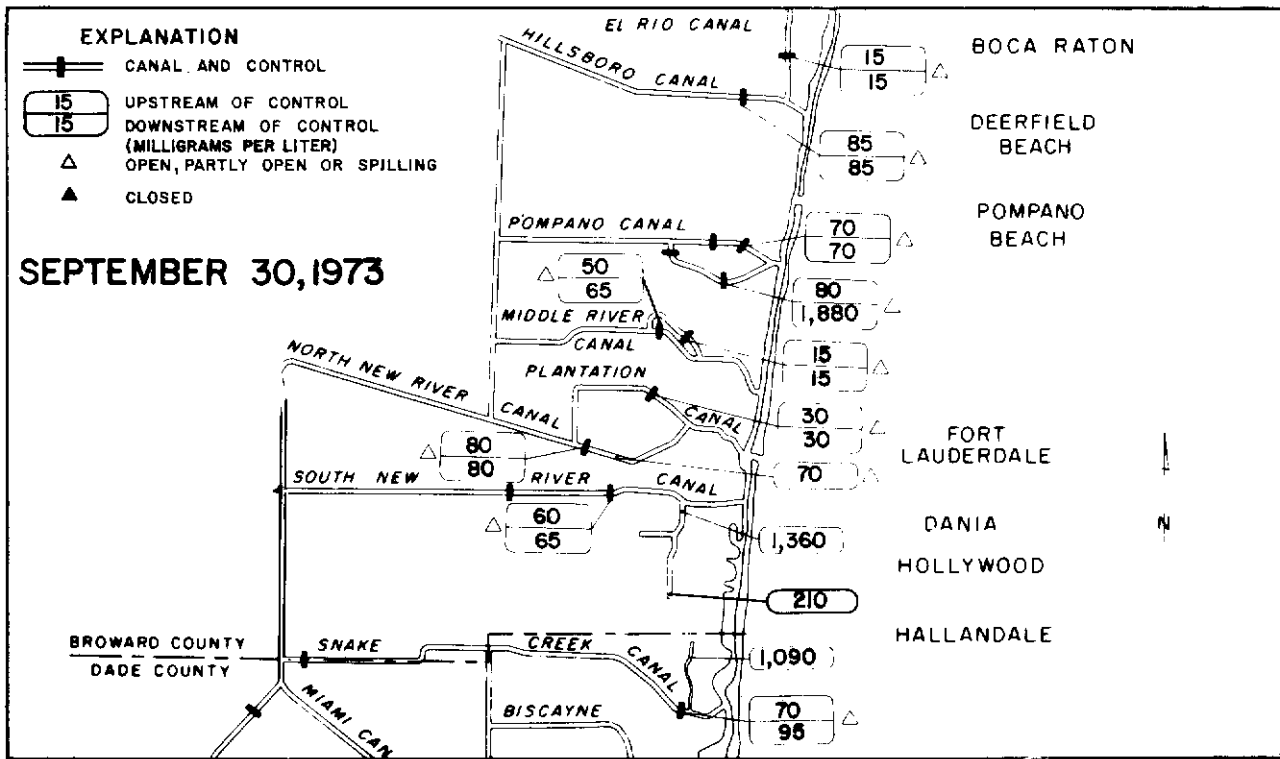 EXPLANATION
CANAL AND CONTROL
15
15
UPSTREAM OF CONTROL
DOWNSTREAM OF CONTROL
(MILLIGRAMS PER LITER)
OPEN, PARTLY OPEN OR SPILLING
CLOSED
SEPTEMBER 30, 1973
EL RIO CANAL
HILLSBORO CANAL
15
15
BOCA RATON
85
85
DEERFIELD
BEACH
POMPANO CANAL
70
70
POMPANO
BEACH
50
65
80
1,880
MIDDLE RIVER
CANAL
15
15
NORTH NEW RIVER
CANAL
PLANTATION
CANAL
30
30
80
80
70
FORT
LAUDERDALE
SOUTH NEW RIVER CANAL
60
65
1,360
DANIA
N
HOLLYWOOD
210
HALLANDALE
BROWARD COUNTY
DADE COUNTY
SNAKE CREEK CANAL
1,090
MIAMI CAN
BISCAYNE
70
95